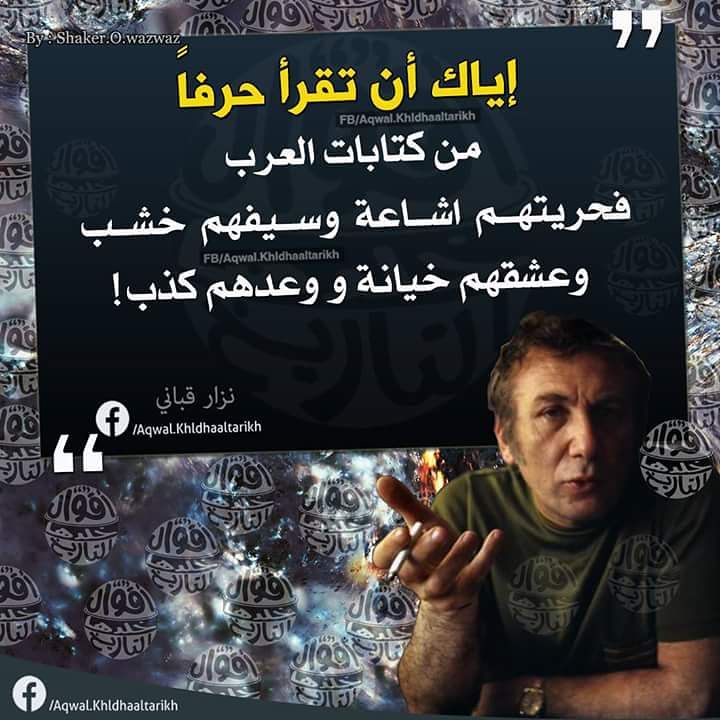 By : Shaker.O.wazwaz
إياك أن تقرأ حرفاً
FB/Aqwal.Khldhaaltarikh
من كتابات العرب
فحريتهم اشاعة وسيفهم خشب
FB/Aqwal.Khldhaaltarikh
وعشقهم خيانة و وعدهم كذب!
نزار قباني
/Aqwal.Khldhaaltarikh
/Aqwal.Khldhaaltarikh